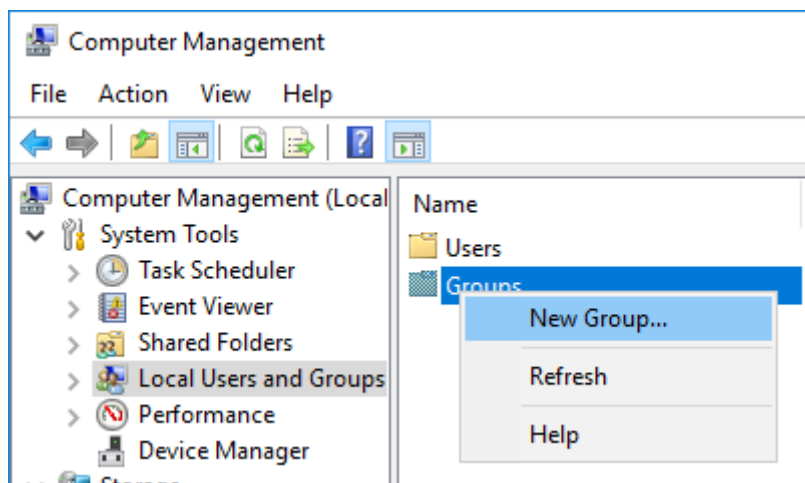 Computer Management
File Action View Help
Computer Management (Local
System Tools
Task Scheduler
Event Viewer
Shared Folders
Local Users and Groups
Performance
Device Manager
Storage
Name
Users
Groups
New Group...
Refresh
Help